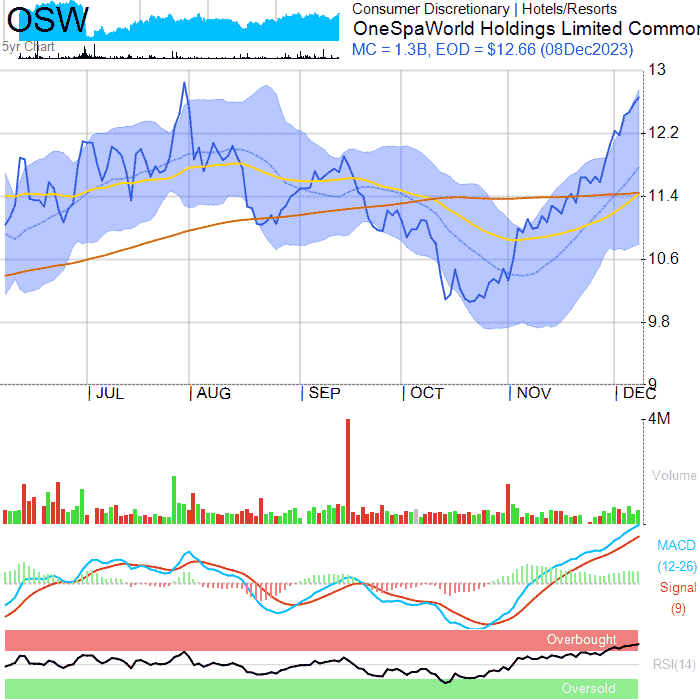 OSW
5yr Chart
Consumer Discretionary | Hotels/Resorts
OneSpaWorld Holdings Limited Common
MC = 1.3B, EOD = $12.66 (08Dec2023)
13
12.2
11.4
10.6
9.8
9
JUL AUG SEP OCT NOV DEC
4M
Volume
MACD
(12-26)
Signal
(9)
Overbought
RSI(14)
Oversold